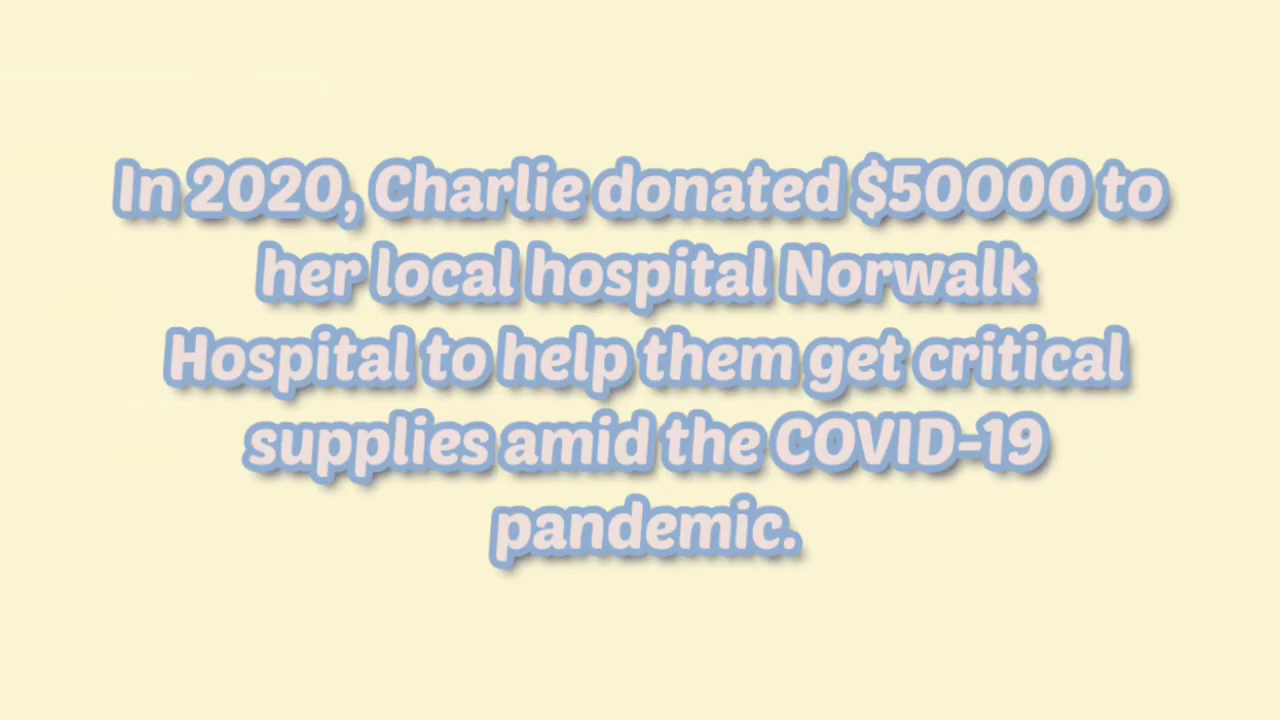 In 2020, Charlie donated $50000 to
her local hospital Norwalk
Hospital to help them get critical
supplies amid the COVID-19
pandemic.